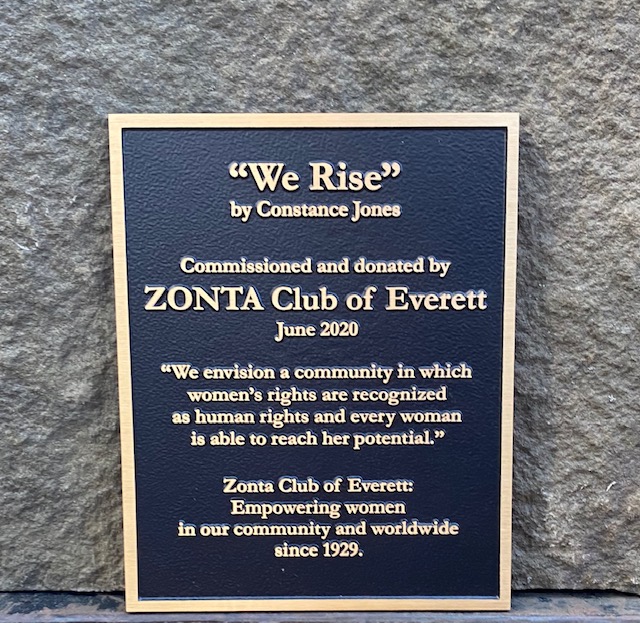 “We Rise”
by Constance Jones
Commissioned and donated by
ZONTA Club of Everett
June 2020
“We envision a community in which
women’s rights are recognized
as human rights and every woman
is able to reach her potential.”
Zonta Club of Everett:
Empowering women
in our community and worldwide
since 1929.